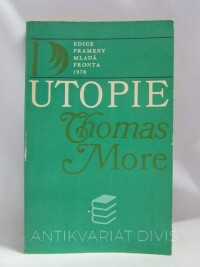 EDICE
PRAMENY
MLADÁ
FRONTA
1978
UTOPIE
Thomas
More
ANTIKVARIÁT DIVIŠ